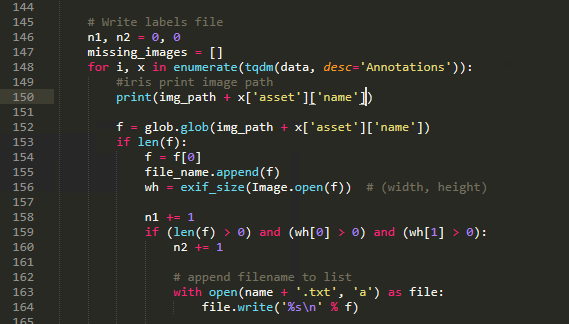 144
145 # Write labels file
146 n1, n2 = 0, 0
147 missing_images = []
148 for i, x in enumerate(tqdm(data, desc='Annotations')):
149 #iris print image path
150 print(img_path + x['asset']['name'])
151
152 f = glob.glob(img_path + x['asset']['name'])
153 if len(f):
154 f = f[0]
155 file_name.append(f)
156 wh = exif_size(Image.open(f)) # (width, height)
157
158 n1 += 1
159 if (len(f) > 0) and (wh[0] > 0) and (wh[1] > 0):
160 n2 += 1
161
162 # append filename to list
163 with open(name + '.txt', 'a') as file:
164 file.write('%s\n' % f)
165